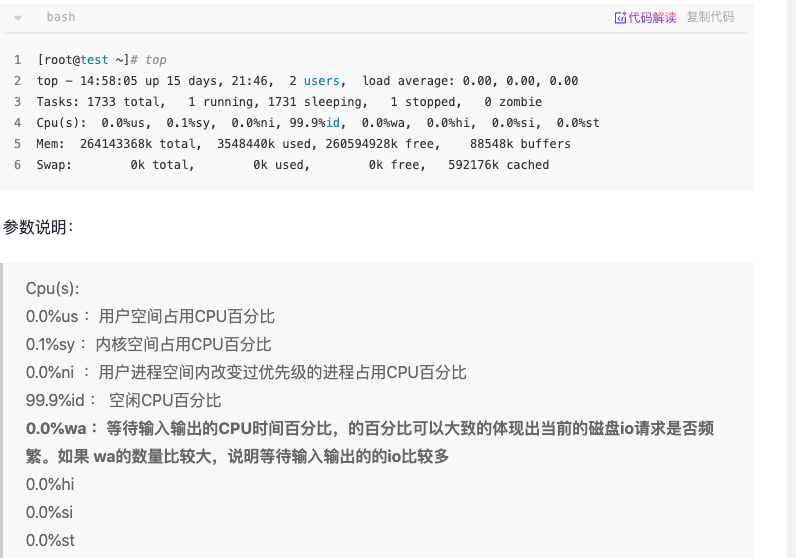 bash
代码解读 复制代码
1 [root@test ~]# top
2 top - 14:58:05 up 15 days, 21:46,  2 users,  load average: 0.00, 0.00, 0.00
3 Tasks: 1733 total,   1 running, 1731 sleeping,   1 stopped,   0 zombie
4 Cpu(s):  0.0%us,  0.1%sy,  0.0%ni, 99.9%id,  0.0%wa,  0.0%hi,  0.0%si,  0.0%st
5 Mem:  264143368k total,  3548440k used, 260594928k free,    88548k buffers
6 Swap:        0k total,        0k used,        0k free,   592176k cached
参数说明：
Cpu(s):
0.0%us：用户空间占用CPU百分比
0.1%sy：内核空间占用CPU百分比
0.0%ni ：用户进程空间内改变过优先级的进程占用CPU百分比
99.9%id： 空闲CPU百分比
0.0%wa：等待输入输出的CPU时间百分比，的百分比可以大致的体现出当前的磁盘io请求是否频
繁。如果 wa的数量比较大，说明等待输入输出的的io比较多
0.0%hi
0.0%si
0.0%st